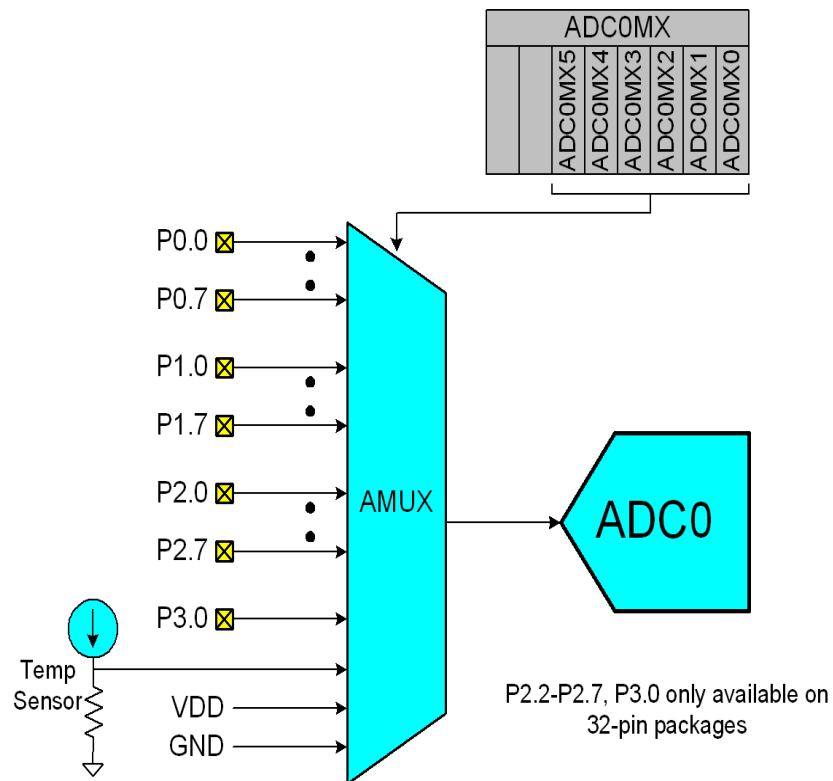 ADC0MX
ADC0MX5
ADC0MX4
ADC0MX3
ADC0MX2
ADC0MX1
ADC0MX0
P0.0
P0.7
P1.0
P1.7
P2.0
P2.7
P3.0
Temp
Sensor
VDD
GND
AMUX
ADC0
P2.2-P2.7, P3.0 only available on
32-pin packages